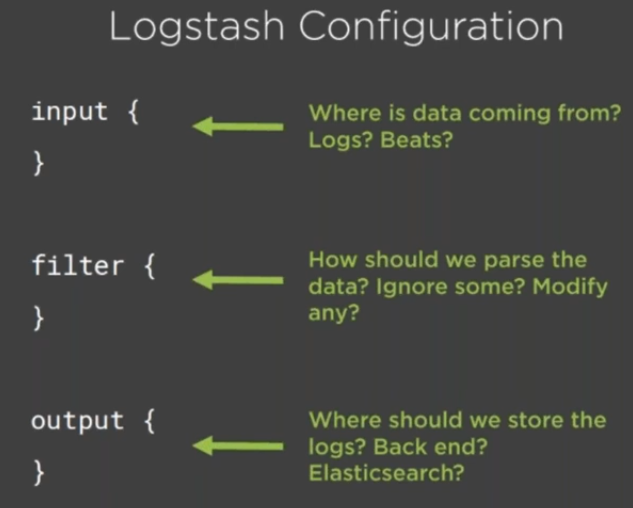 Logstash Configuration
input {
}
Where is data coming from?
Logs? Beats?
filter {
}
How should we parse the
data? Ignore some? Modify
any?
output {
}
Where should we store the
logs? Back end?
Elasticsearch?